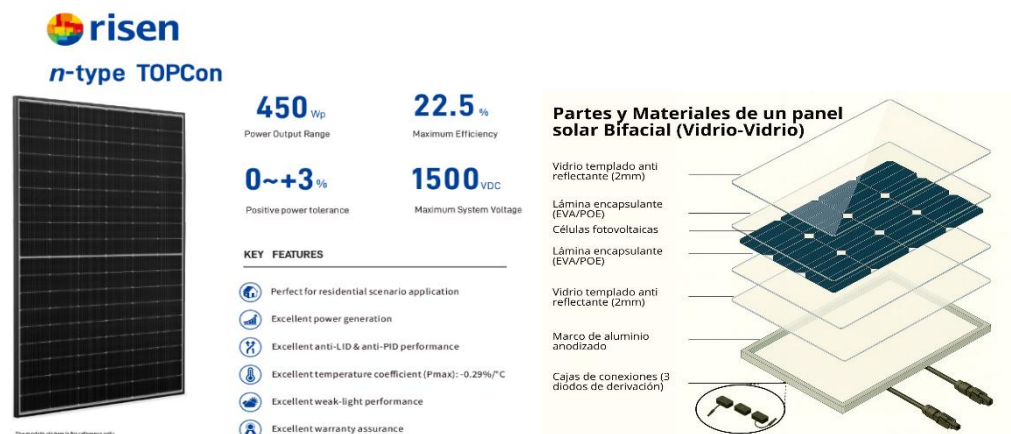 risen
n-type TOPCon
450 Wp
Power Output Range
22.5 %
Maximum Efficiency
0~+3 %
Positive power tolerance
1500 VDC
Maximum System Voltage
KEY FEATURES
Perfect for residential scenario application
Excellent power generation
Excellent anti-LID & anti-PID performance
Excellent temperature coefficient (Pmax): -0.29%/°C
Excellent weak-light performance
Excellent warranty assurance
Partes y Materiales de un panel
solar Bifacial (Vidrio-Vidrio)
Vidrio templado anti
reflectante (2mm)
Lámina encapsulante
(EVA/POE)
Células fotovoltaicas
Lámina encapsulante
(EVA/POE)
Vidrio templado anti
reflectante (2mm)
Marco de aluminio
anodizado
Cajas de conexiones (3
diodos de derivación)